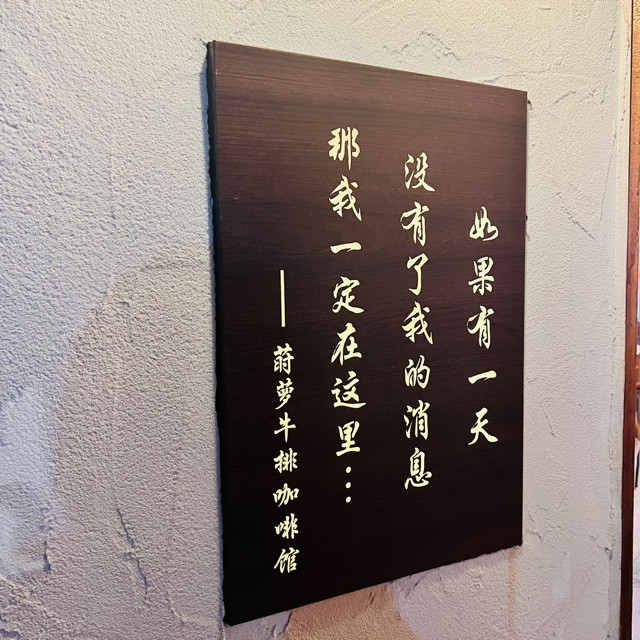 如果有一天
没有了我的消息
那我一定在这里...
——莳萝牛排咖啡馆